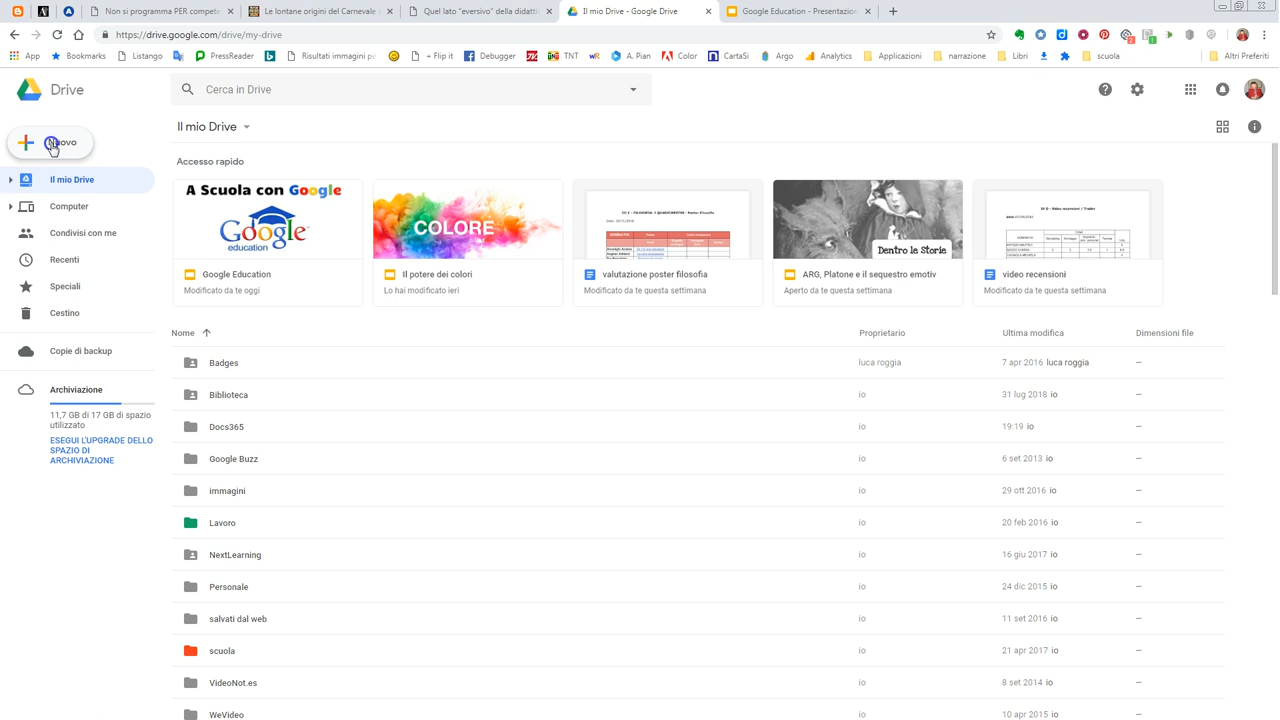 Non si programma PER compete
Le lontane origini del Carnevale
Quel lato "eversivo" della didatti
Il mio Drive - Google Drive
Google Education - Presentazion
https://drive.google.com/drive/my-drive
App
Bookmarks
Listango
PressReader
Risultati immagini pe
+ Flip it
Debugger
TNT
A. Pian
Color
CartaSi
Argo
Analytics
Applicazioni
narrazione
Libri
scuola
Altri Preferiti
Drive
Cerca in Drive
Nuovo
Il mio Drive
Il mio Drive
Computer
Condivisi con me
Recenti
Speciali
Cestino
Copie di backup
Archiviazione
11,7 GB di 17 GB di spazio
utilizzato
ESEGUI L'UPGRADE DELLO
SPAZIO DI
ARCHIVIAZIONE
Accesso rapido
A Scuola con Google
Google
education
Google Education
Modificato da te oggi
COLORE
Il potere dei colori
Lo hai modificato ieri
valutazione poster filosofia
Modificato da te questa settimana
Dentro le Storie
ARG, Platone e il sequestro emotiv
Aperto da te questa settimana
video recensioni
Modificato da te questa settimana
Nome Proprietario Ultima modifica Dimensioni file
Badges luca roggia 7 apr 2016 luca roggia —
Biblioteca io 31 lug 2018 io —
Docs365 io 19:19 io —
Google Buzz io 6 set 2013 io —
immagini io 29 ott 2016 io —
Lavoro io 20 feb 2016 io —
NextLearning io 16 giu 2017 io —
Personale io 24 dic 2015 io —
salvati dal web io 11 set 2016 io —
scuola io 21 apr 2017 io —
VideoNot.es io 8 set 2014 io —
WeVideo io 10 apr 2015 io —